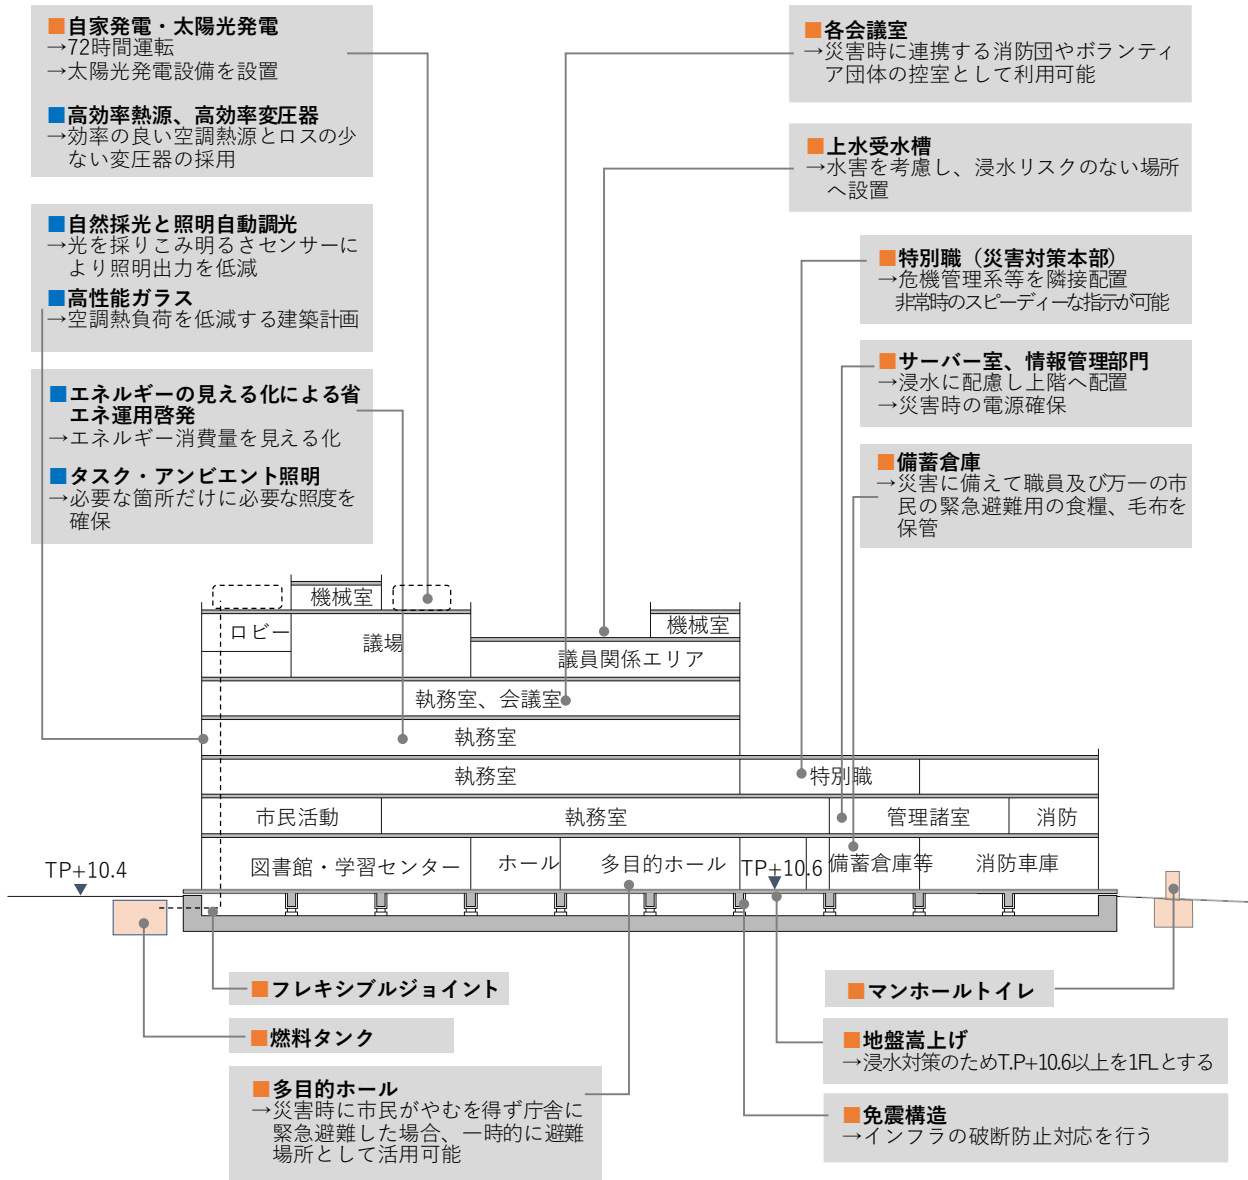 ■自家発電・太陽光発電
→72時間運転
→太陽光発電設備を設置
■高効率熱源、高効率変圧器
→効率の良い空調熱源とロスの少
ない変圧器の採用
■自然採光と照明自動調光
→光を採りこみ明るさセンサーに
より照明出力を低減
■高性能ガラス
→空調熱負荷を低減する建築計画
■エネルギーの見える化による省
エネ運用啓発
→エネルギー消費量を見える化
■タスク・アンビエント照明
→必要な箇所だけに必要な照度を
確保
■各会議室
→災害時に連携する消防団やボランティ
ア団体の控室として利用可能
■上水受水槽
→水害を考慮し、浸水リスクのない場所
へ設置
■特別職（災害対策本部）
→危機管理系等を隣接配置
非常時のスピーディーな指示が可能
■サーバー室、情報管理部門
→浸水に配慮し上階へ配置
→災害時の電源確保
■備蓄倉庫
→災害に備えて職員及び万一の市
民の緊急避難用の食糧、毛布を
保管
機械室
ロビー
議場
機械室
議員関係エリア
執務室、会議室
執務室
執務室
特別職
市民活動
執務室
管理諸室
消防
図書館・学習センター
ホール
多目的ホール
TP+10.6
備蓄倉庫等
消防車庫
TP+10.4
■フレキシブルジョイント
■燃料タンク
■多目的ホール
→災害時に市民がやむを得ず庁舎に
緊急避難した場合、一時的に避難
場所として活用可能
■マンホールトイレ
■地盤嵩上げ
→浸水対策のためT.P+10.6以上を1FLとする
■免震構造
→インフラの破断防止対応を行う